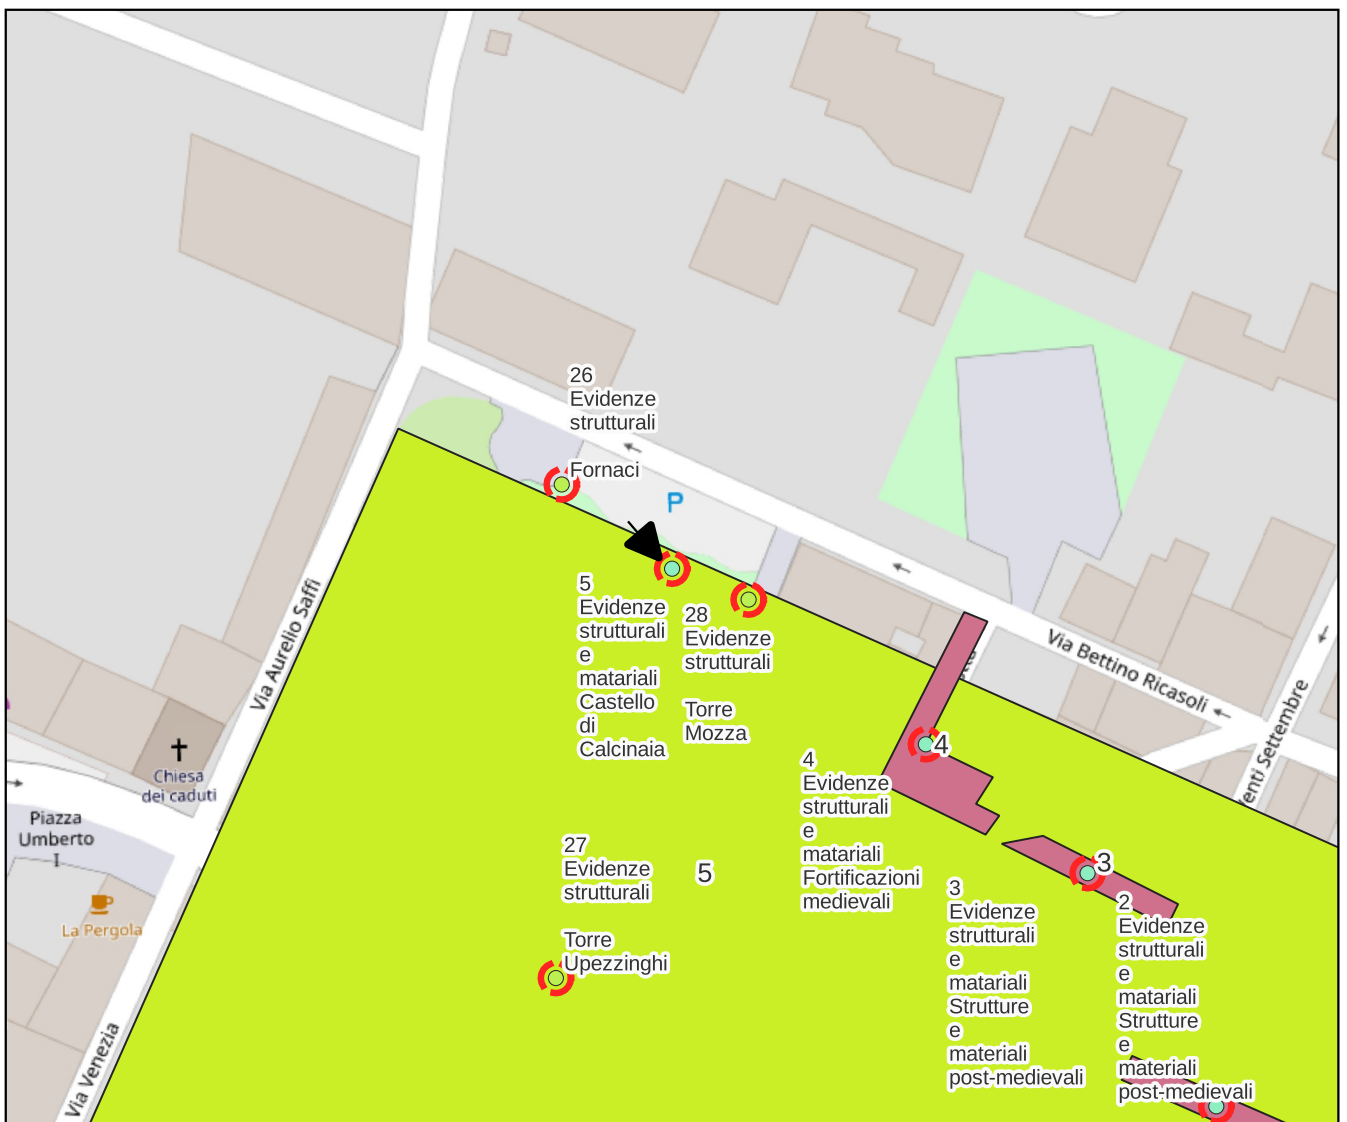 26
Evidenze
strutturali
Fornaci
P
5
Evidenze
strutturali
e
matariali
Castello
di
Calcinaia
28
Evidenze
strutturali
Torre
Mozza
Via Aurelio Saffi
Via Bettino Ricasoli
enti Settembre
Chiesa
dei caduti
Piazza
Umberto
I
La Pergola
Via Venezia
4
4
Evidenze
strutturali
e
matariali
Fortificazioni
medievali
27
Evidenze
strutturali
Torre
Upezzinghi
5
3
3
Evidenze
strutturali
e
matariali
Strutture
e
materiali
post-medievali
2
Evidenze
strutturali
e
matariali
Strutture
e
materiali
post-medievali